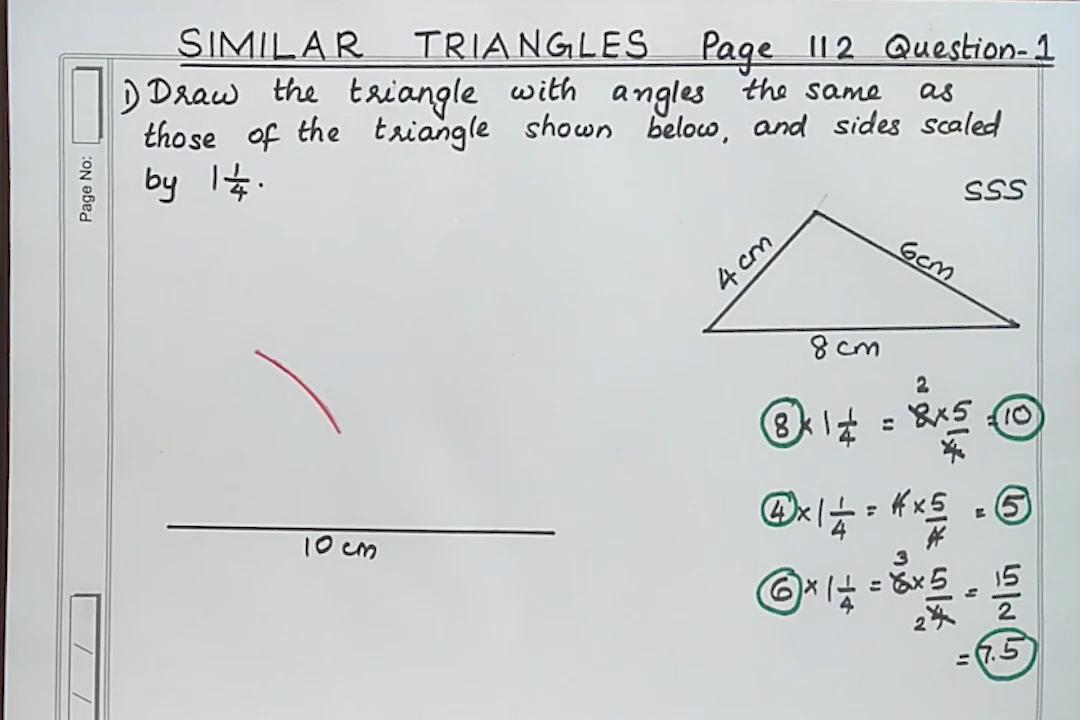 SIMILAR TRIANGLES Page 112 Question-1
Page No:
1) Draw the triangle with angles the same as
those of the triangle shown below, and sides scaled
by 1 1/4.
SSS
4 cm
6cm
8 cm
8 × 1 1/4 = 8×5/4 2 = 10
4 × 1 1/4 = 4×5/4 = 5
6 × 1 1/4 = 6×5/4 3 2 = 15/2
= 7.5
10 cm